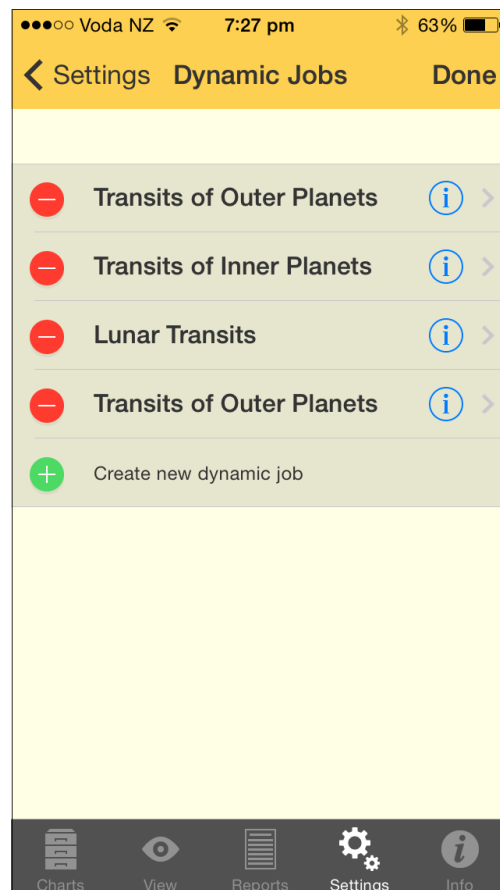 Voda NZ 7:27 pm 63%
Settings Dynamic Jobs Done
Transits of Outer Planets
Transits of Inner Planets
Lunar Transits
Transits of Outer Planets
Create new dynamic job
Charts View Reports Settings Info